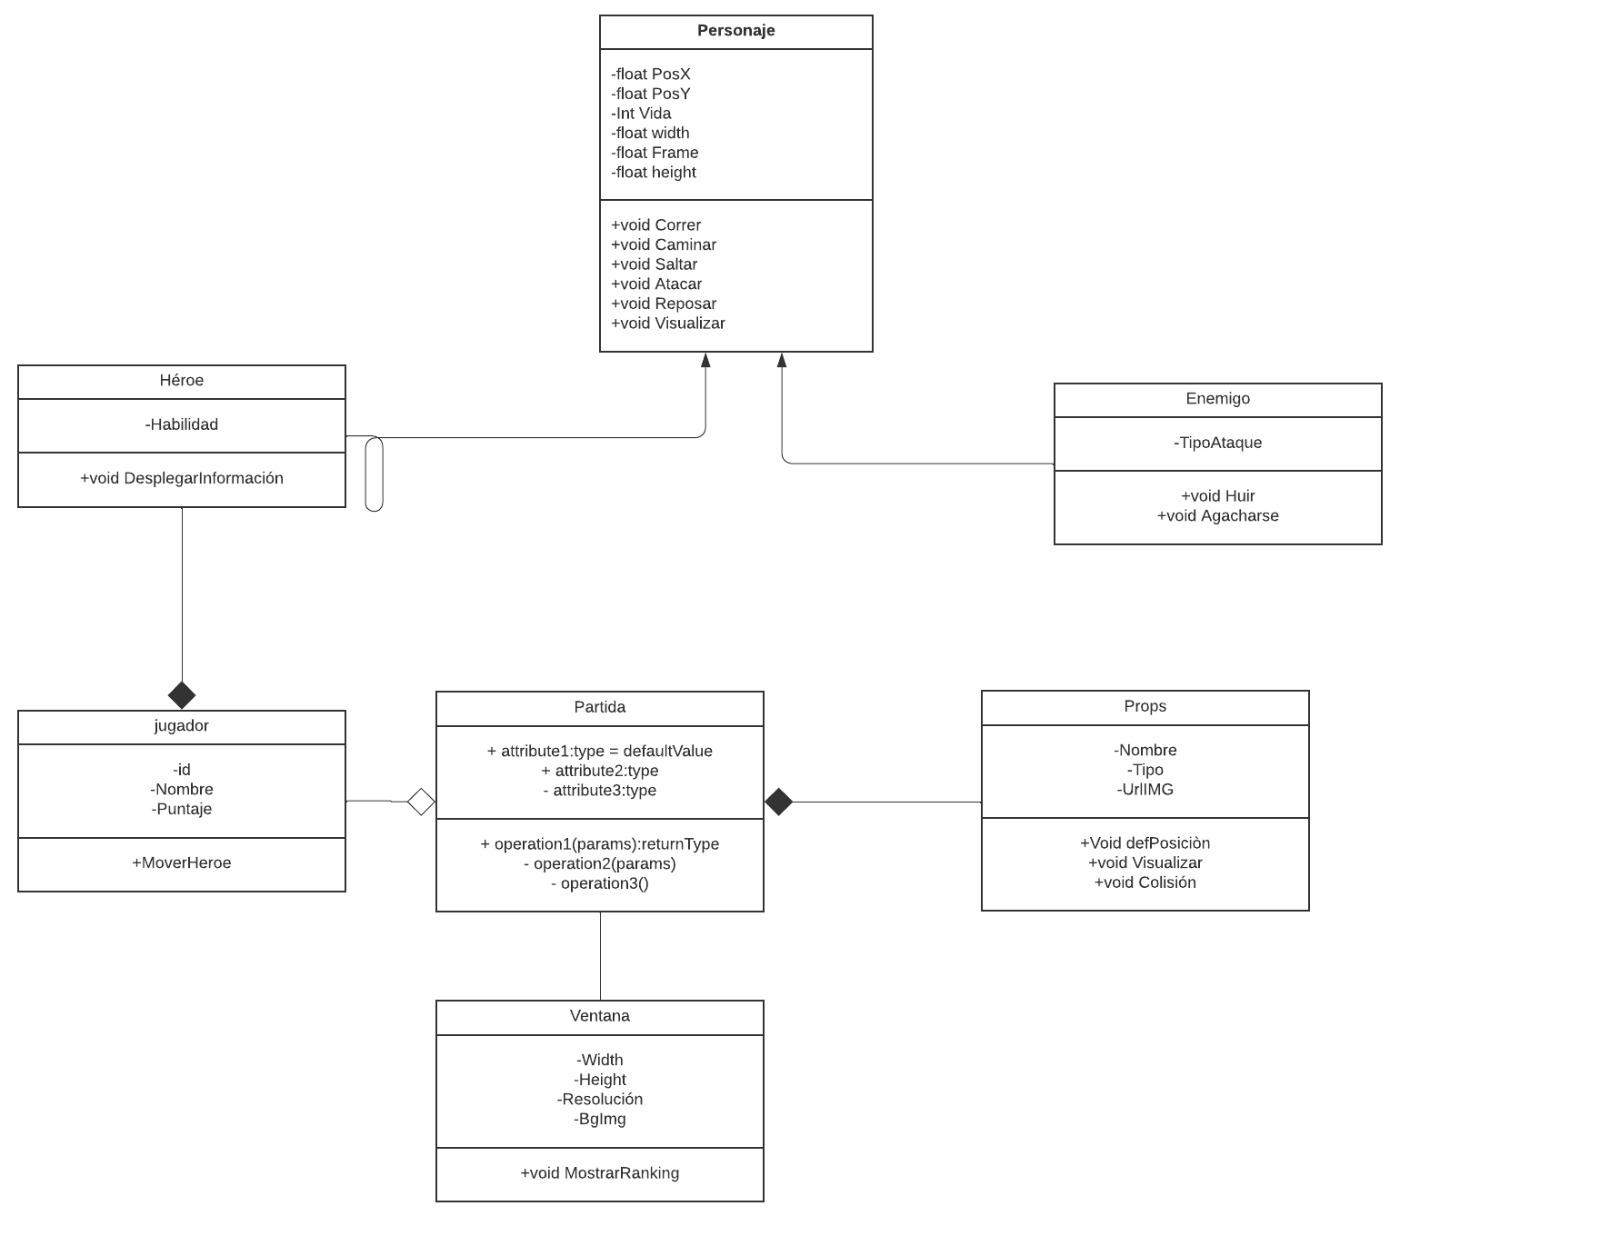 Personaje
-float PosX
-float PosY
-Int Vida
-float width
-float Frame
-float height
+void Correr
+void Caminar
+void Saltar
+void Atacar
+void Reposar
+void Visualizar
Héroe
-Habilidad
+void DesplegarInformación
Enemigo
-TipoAtaque
+void Huir
+void Agacharse
jugador
-id
-Nombre
-Puntaje
+MoverHeroe
Partida
+ attribute1:type = defaultValue
+ attribute2:type
- attribute3:type
+ operation1(params):returnType
- operation2(params)
- operation3()
Props
-Nombre
-Tipo
-UrlIMG
+Void defPosiciòn
+void Visualizar
+void Colisión
Ventana
-Width
-Height
-Resolución
-BgImg
+void MostrarRanking